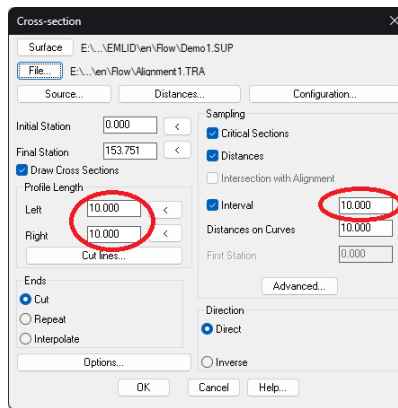 Cross-section
Surface E:\...\EMLID\en\Flow\Demo1.SUP
File... E:\...\en\Flow\Alignment1.TRA
Source... Distances... Configuration...
Initial Station 0.000 <
Final Station 153.751 <
Draw Cross Sections
Profile Length
Left 10.000 <
Right 10.000 <
Cut lines...
Ends
Cut
Repeat
Interpolate
Options...
Sampling
Critical Sections
Distances
Intersection with Alignment
Interval 10.000
Distances on Curves 10.000
First Station 0.000
Advanced...
Direction
Direct
Inverse
OK Cancel Help...